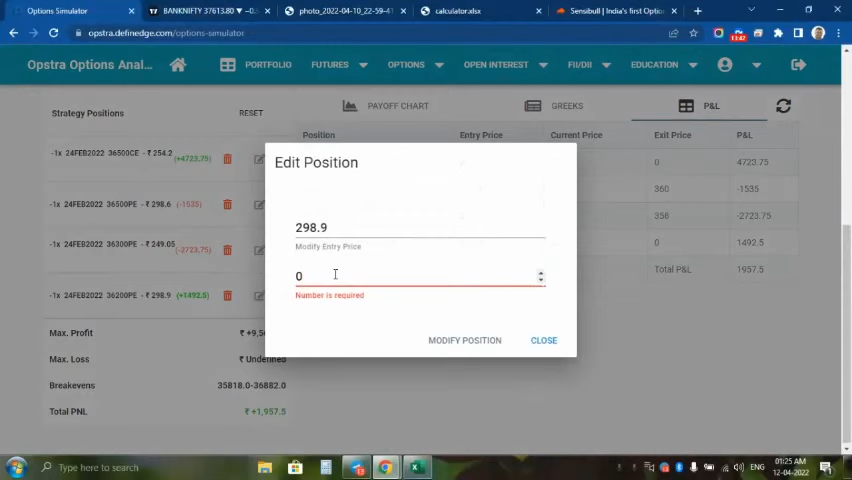 Options Simulator
BANKNIFTY 37613.80 ▼ −0.
photo_2022-04-10_22-59-41
calculator.xlsx
Sensibull | India's first Optio
opstra.definedge.com/options-simulator
Opstra Options Anal...
PORTFOLIO
FUTURES
OPTIONS
OPEN INTEREST
FII/DII
EDUCATION
Strategy Positions
RESET
PAYOFF CHART
GREEKS
P&L
Position
Entry Price
Current Price
Exit Price
P&L
-1x 24FEB2022 36500CE - ₹ 254.2 (+4723.75)
0
4723.75
-1x 24FEB2022 36500PE - ₹ 298.6 (-1535)
360
-1535
-1x 24FEB2022 36300CE - ₹ 249.05 (-2723.75)
358
-2723.75
-1x 24FEB2022 36200PE - ₹ 298.9 (+1492.5)
0
1492.5
Total P&L
1957.5
Edit Position
298.9
Modify Entry Price
0
Number is required
MODIFY POSITION
CLOSE
Max. Profit
Max. Loss
₹ Undefined
Breakevens
35818.0-36882.0
Total PNL
₹ +1,957.5
Type here to search
ENG
01:25 AM
12-04-2022